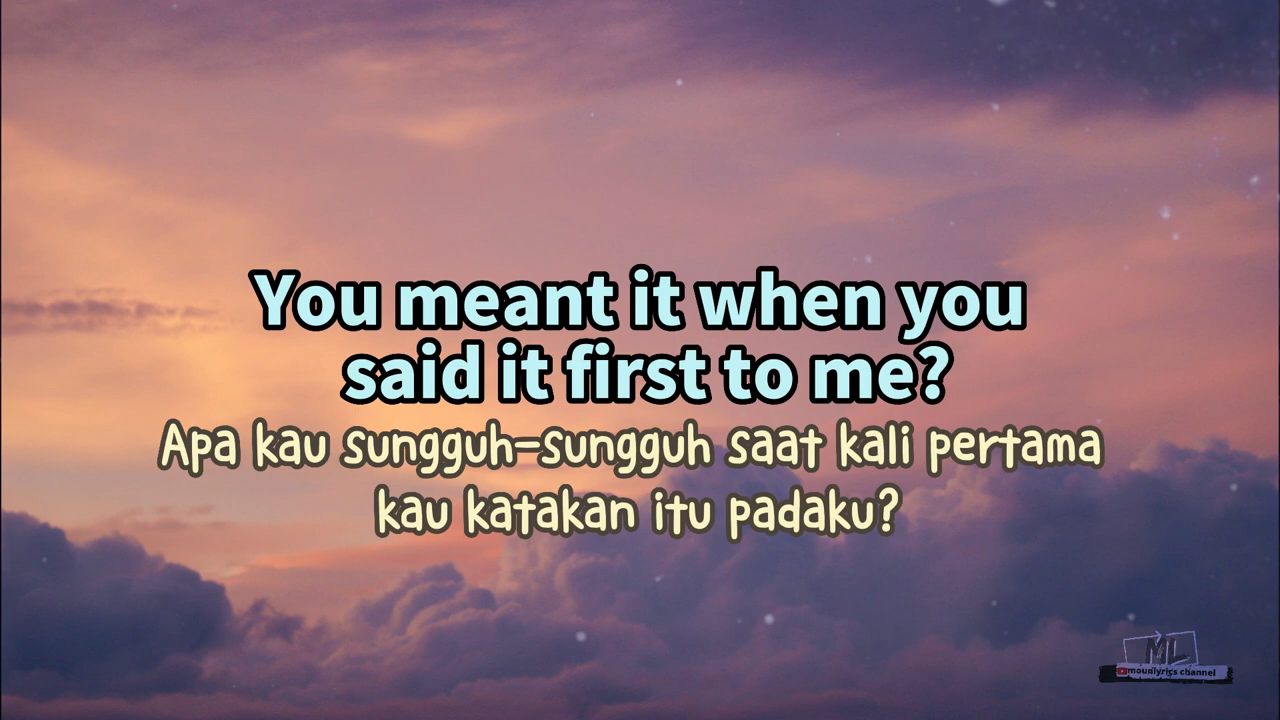 You meant it when you
said it first to me?
Apa kau sungguh-sungguh saat kali pertama
kau katakan itu padaku?
ML
mounlyrics channel